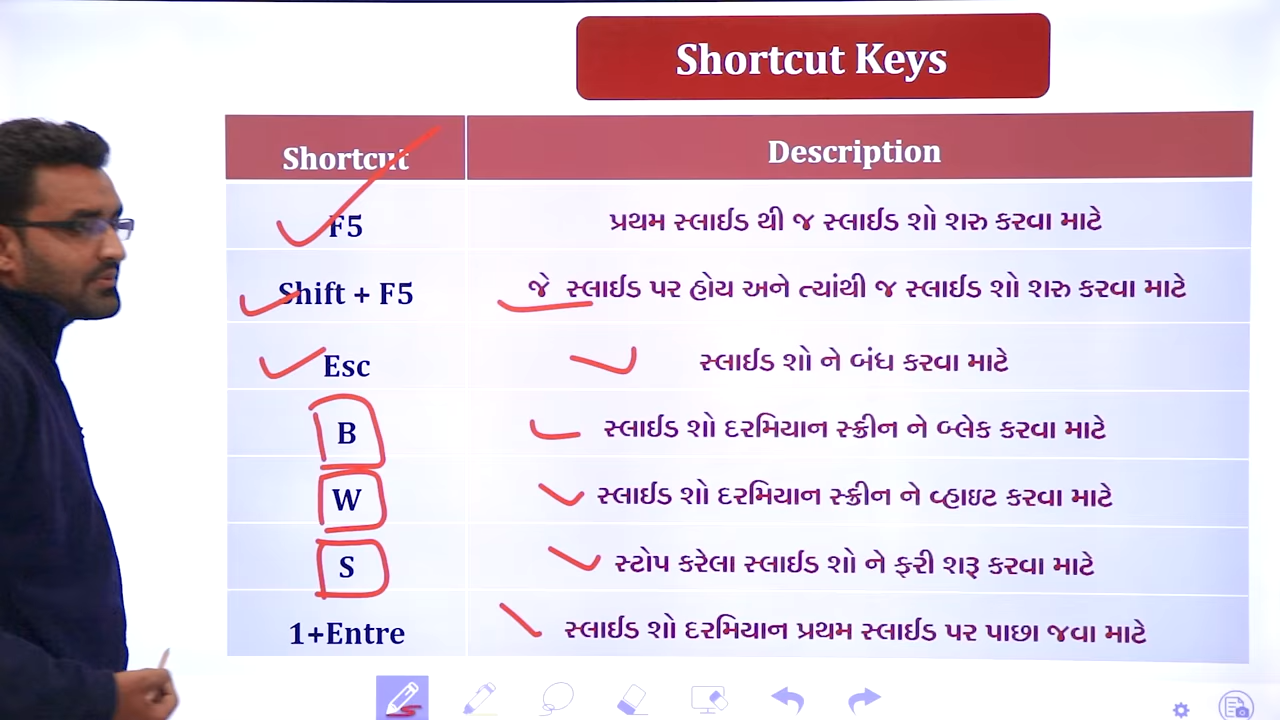 Shortcut Keys
Shortcut Description
F5 પ્રથમ સ્લાઈડ થી જ સ્લાઈડ શો શરુ કરવા માટે
Shift + F5 જે સ્લાઈડ પર હોય અને ત્યાંથી જ સ્લાઈડ શો શરુ કરવા માટે
Esc સ્લાઈડ શો ને બંધ કરવા માટે
B સ્લાઈડ શો દરમિયાન સ્ક્રીન ને બ્લેક કરવા માટે
W સ્લાઈડ શો દરમિયાન સ્ક્રીન ને વ્હાઇટ કરવા માટે
S સ્ટોપ કરેલા સ્લાઈડ શો ને ફરી શરૂ કરવા માટે
1+Entre સ્લાઈડ શો દરમિયાન પ્રથમ સ્લાઈડ પર પાછા જવા માટે